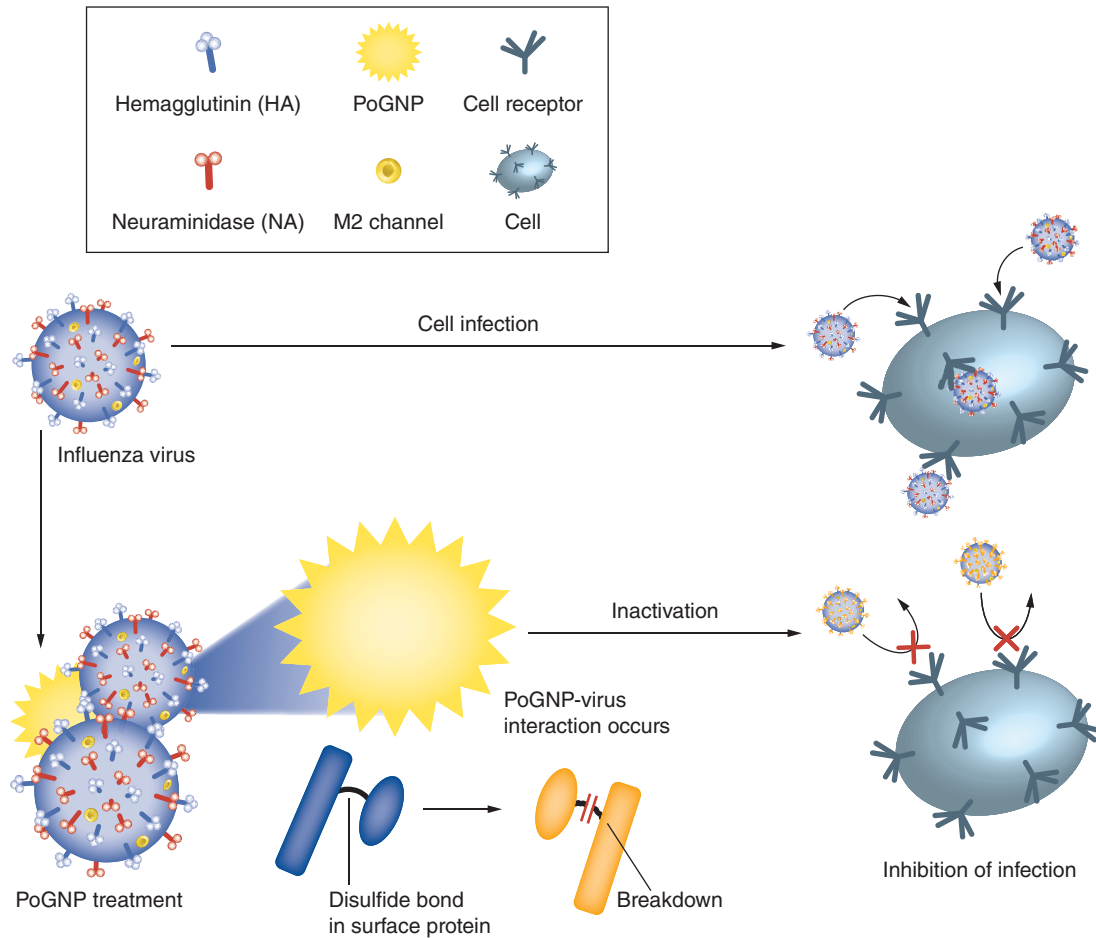 Hemagglutinin (HA)
PoGNP
Cell receptor
Neuraminidase (NA)
M2 channel
Cell
Cell infection
Influenza virus
Inactivation
PoGNP-virus
interaction occurs
PoGNP treatment
Disulfide bond
in surface protein
Breakdown
Inhibition of infection